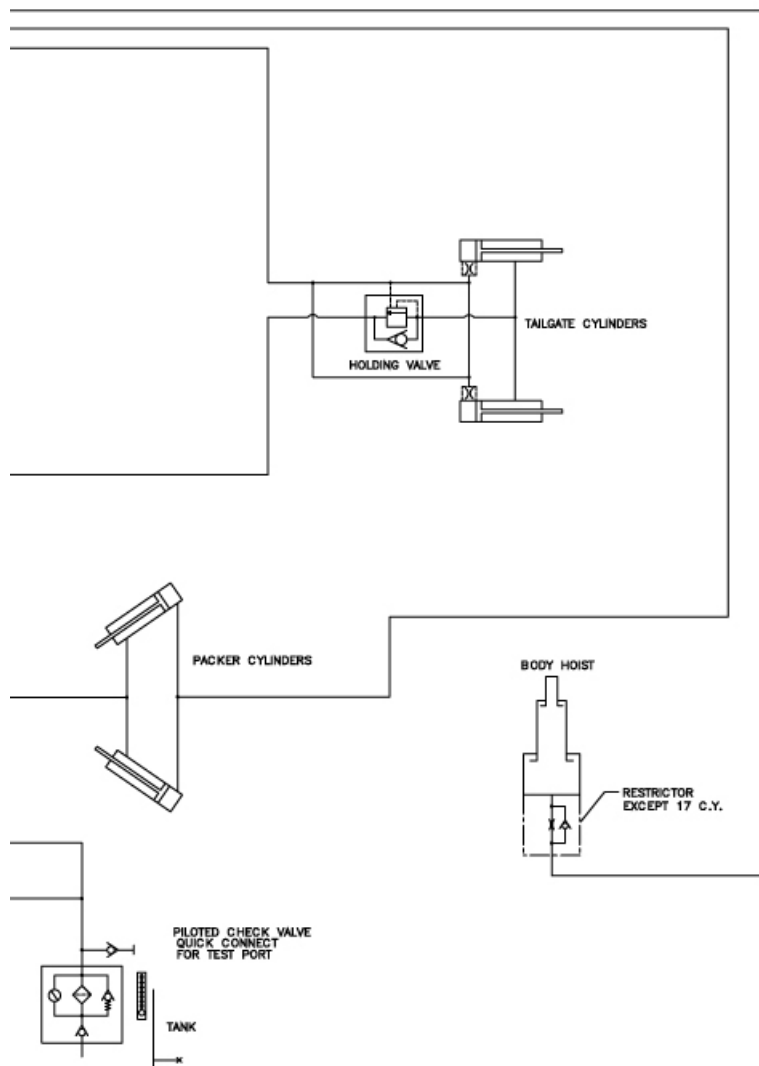 TAILGATE CYLINDERS
HOLDING VALVE
PACKER CYLINDERS
BODY HOIST
RESTRICTOR
EXCEPT 17 C.Y.
PILOTED CHECK VALVE
QUICK CONNECT
FOR TEST PORT
TANK